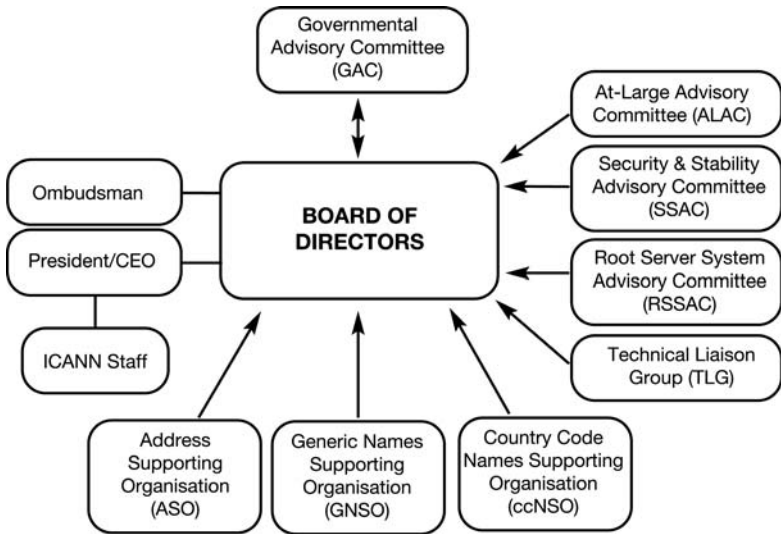 Governmental
Advisory Committee
(GAC)
At-Large Advisory
Committee (ALAC)
Ombudsman
BOARD OF
DIRECTORS
Security & Stability
Advisory Committee
(SSAC)
President/CEO
Root Server System
Advisory Committee
(RSSAC)
ICANN Staff
Technical Liaison
Group (TLG)
Address
Supporting
Organisation
(ASO)
Generic Names
Supporting
Organisation
(GNSO)
Country Code
Names Supporting
Organisation
(ccNSO)